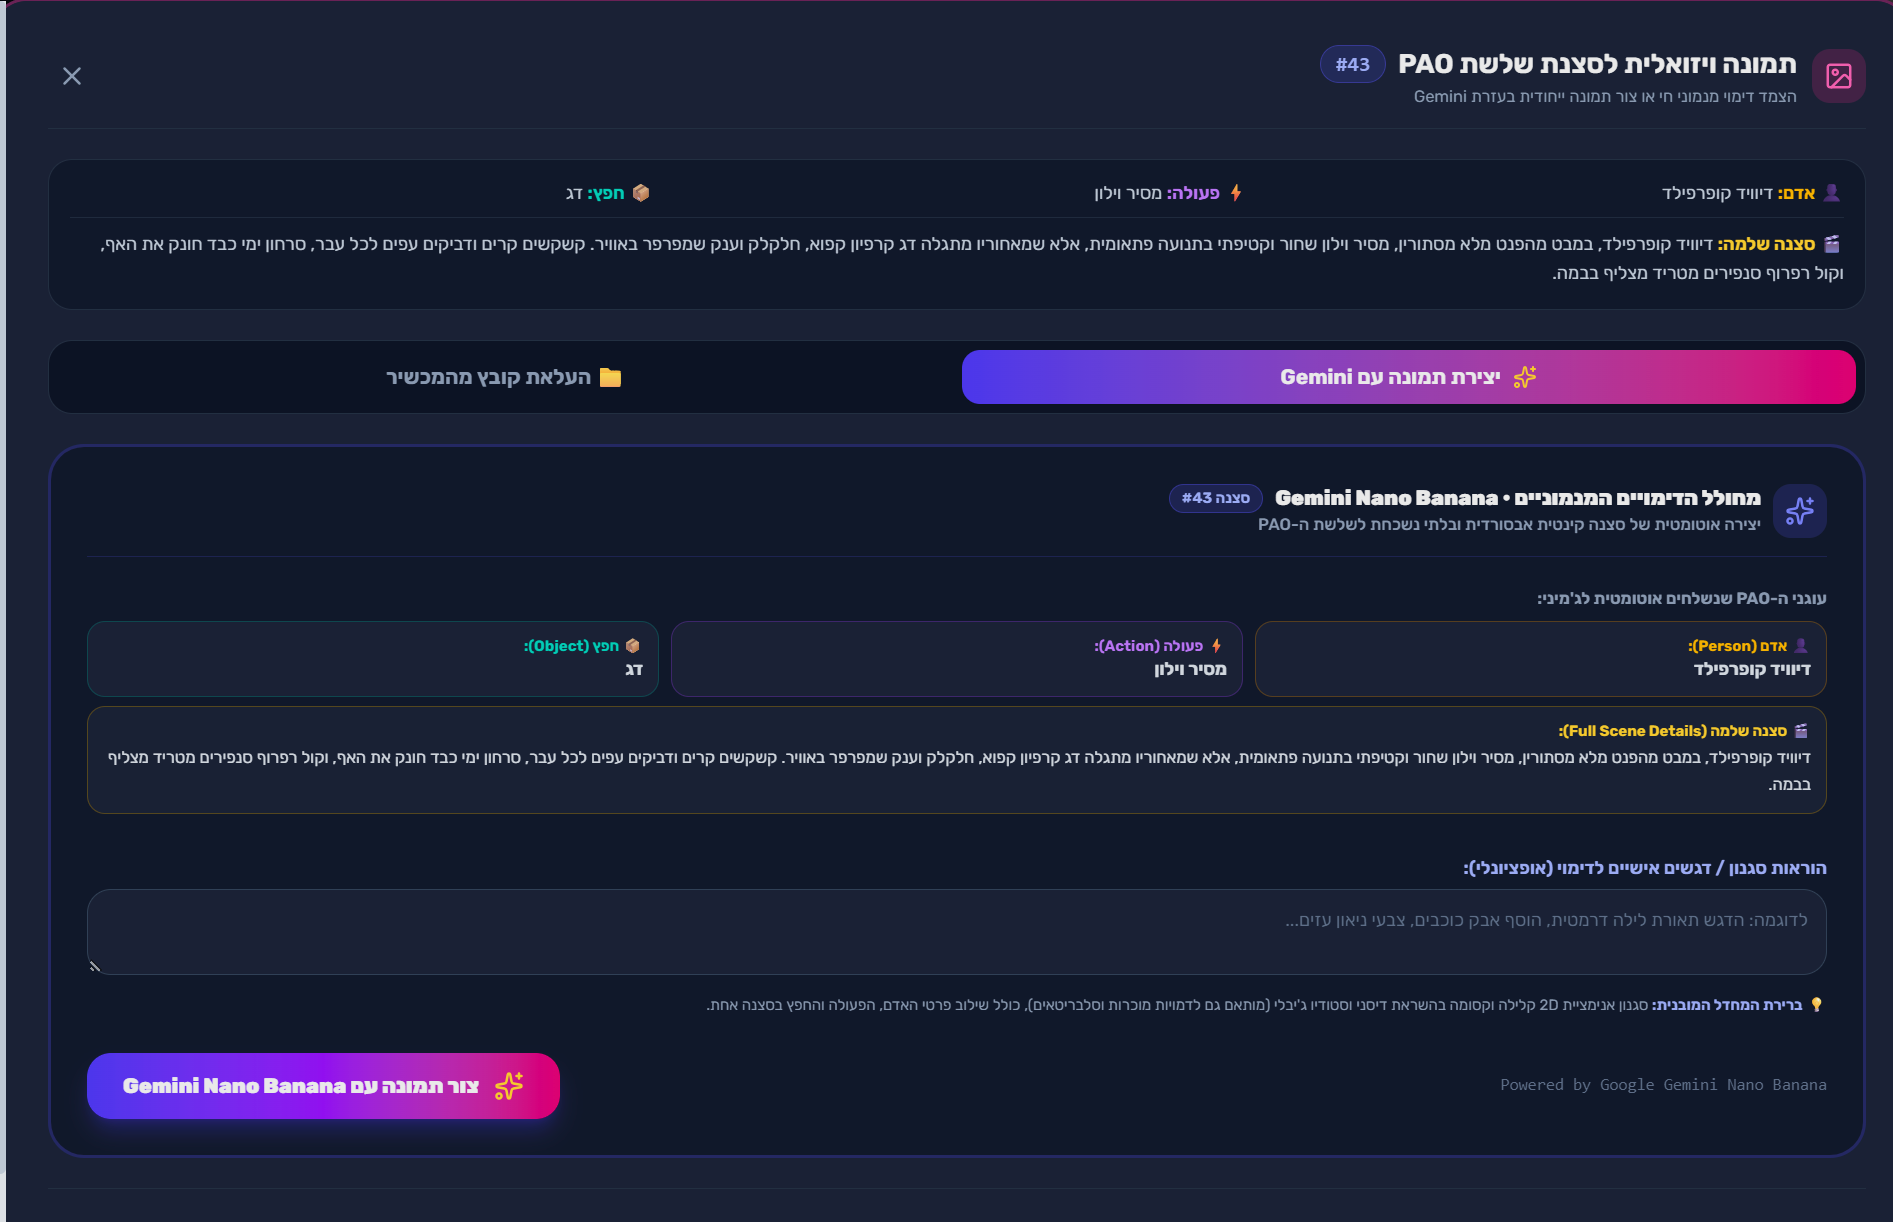 תמונה ויזואלית לסצנת שלשת PAO #43
הצמד דימוי מנמוני חי או צור תמונה ייחודית בעזרת Gemini
אדם: דיוויד קופרפילד
פעולה: מסיר וילון
חפץ: דג
סצנה שלמה: דיוויד קופרפילד, במבט מהפנט מלא מסתורין, מסיר וילון שחור וקטיפתי בתנועה פתאומית, אלא שמאחוריו מתגלה דג קרפיון קפוא, חלקלק וענק שמפרפר באוויר. קשקשים קרים ודביקים עפים לכל עבר, סרחון ימי כבד חונק את האף,
וקול רפרוף סנפירים מטריד מצליף בבמה.
יצירת תמונה עם Gemini
העלאת קובץ מהמכשיר
מחולל הדימויים המנמוניים • Gemini Nano Banana סצנה #43
יצירה אוטומטית של סצנה קינטית אבסורדית ובלתי נשכחת לשלשת ה-PAO
עוגני ה-PAO שנשלחים אוטומטית לג'מיני:
אדם (Person):
דיוויד קופרפילד
פעולה (Action):
מסיר וילון
חפץ (Object):
דג
סצנה שלמה (Full Scene Details):
דיוויד קופרפילד, במבט מהפנט מלא מסתורין, מסיר וילון שחור וקטיפתי בתנועה פתאומית, אלא שמאחוריו מתגלה דג קרפיון קפוא, חלקלק וענק שמפרפר באוויר. קשקשים קרים ודביקים עפים לכל עבר, סרחון ימי כבד חונק את האף, וקול רפרוף סנפירים מטריד מצליף
בבמה.
הוראות סגנון / דגשים אישיים לדימוי (אופציונלי):
לדוגמה: הדגש תאורת לילה דרמטית, הוסף אבק כוכבים, צבעי ניאון עזים...
ברירת המחדל המובנית: סגנון אנימציית 2D קלילה וקסומה בהשראת דיסני וסטודיו ג'יבלי (מותאם גם לדמויות מוכרות וסלבריטאים), כולל שילוב פרטי האדם, הפעולה והחפץ בסצנה אחת.
Powered by Google Gemini Nano Banana
צור תמונה עם Gemini Nano Banana